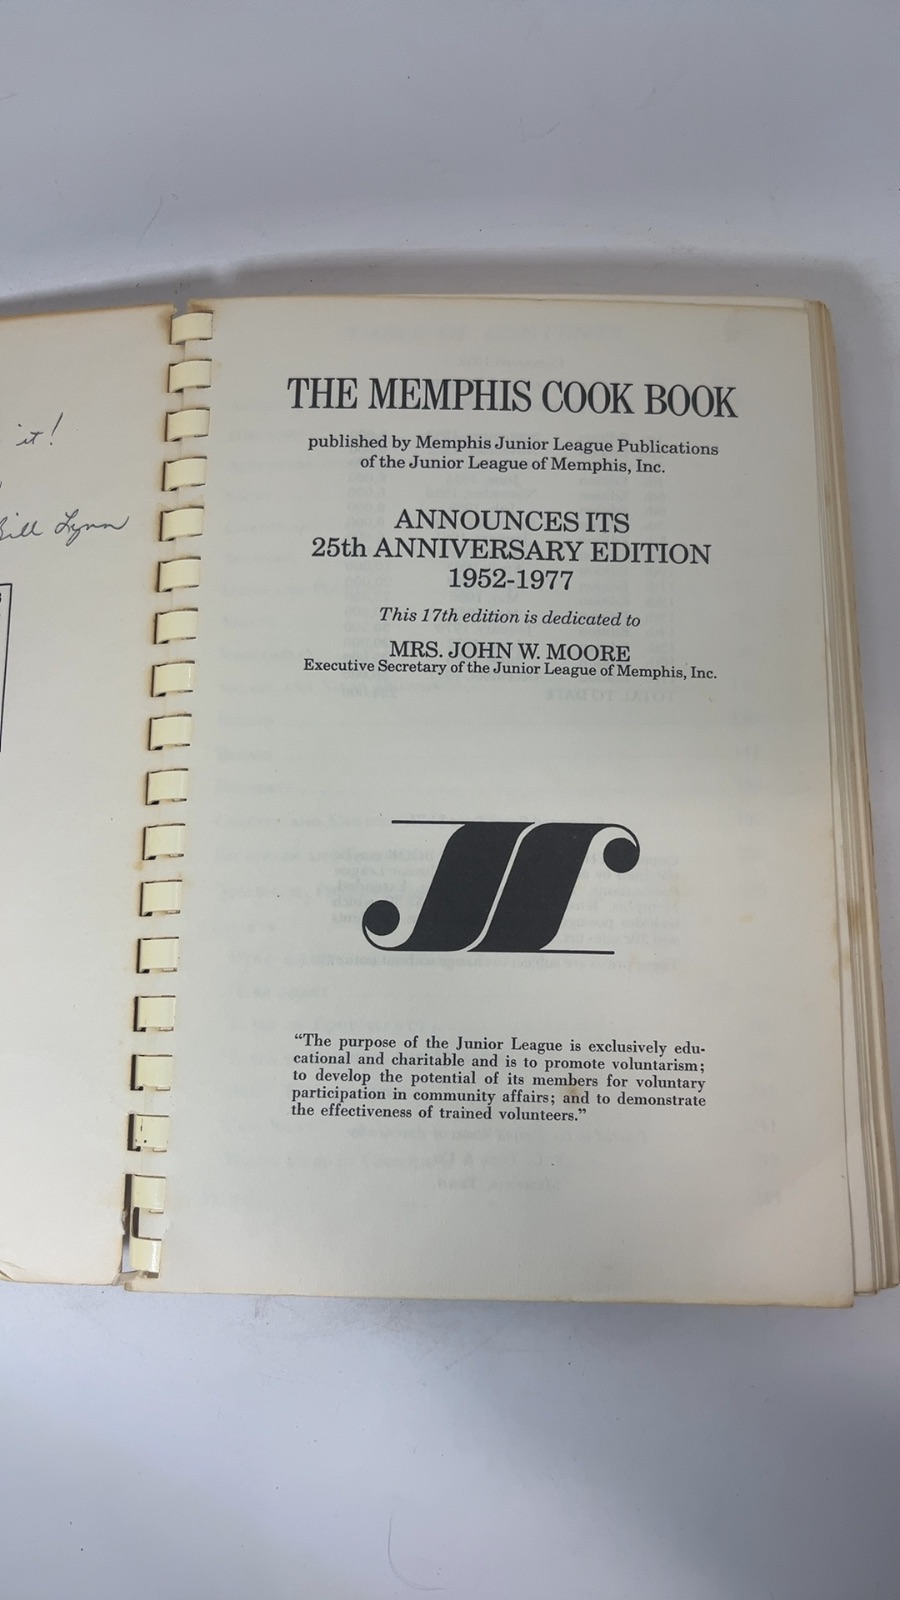 it!
Bill Lynn
THE MEMPHIS COOK BOOK
published by Memphis Junior League Publications
of the Junior League of Memphis, Inc.
ANNOUNCES ITS
25th ANNIVERSARY EDITION
1952-1977
This 17th edition is dedicated to
MRS. JOHN W. MOORE
Executive Secretary of the Junior League of Memphis, Inc.
"The purpose of the Junior League is exclusively edu-
cational and charitable and is to promote voluntarism;
to develop the potential of its members for voluntary
participation in community affairs; and to demonstrate
the effectiveness of trained volunteers."